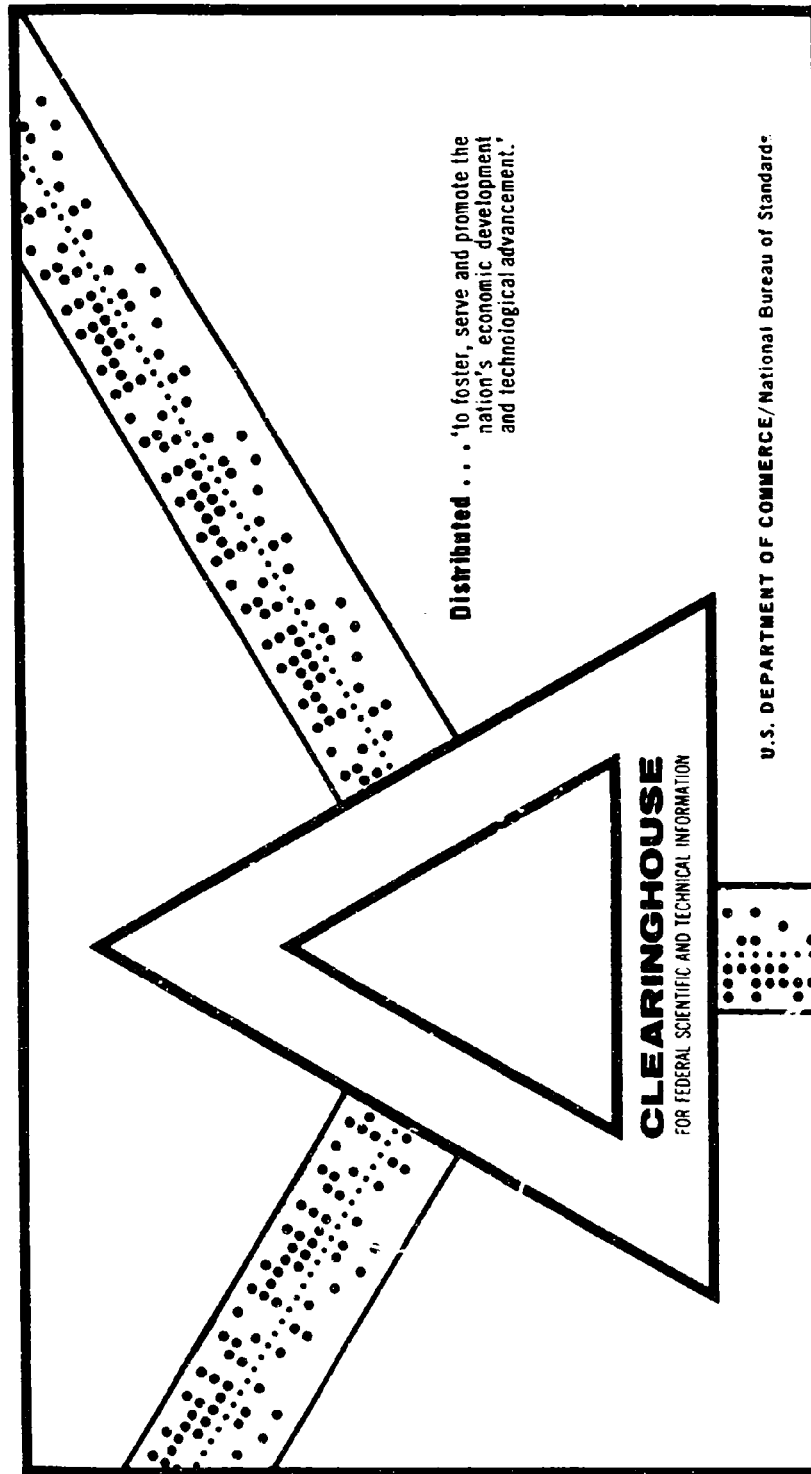 Distributed . . . 'to foster, serve and promote the
nation's economic development
and technological advancement.'
CLEARINGHOUSE
FOR FEDERAL SCIENTIFIC AND TECHNICAL INFORMATION
U.S. DEPARTMENT OF COMMERCE/National Bureau of Standards